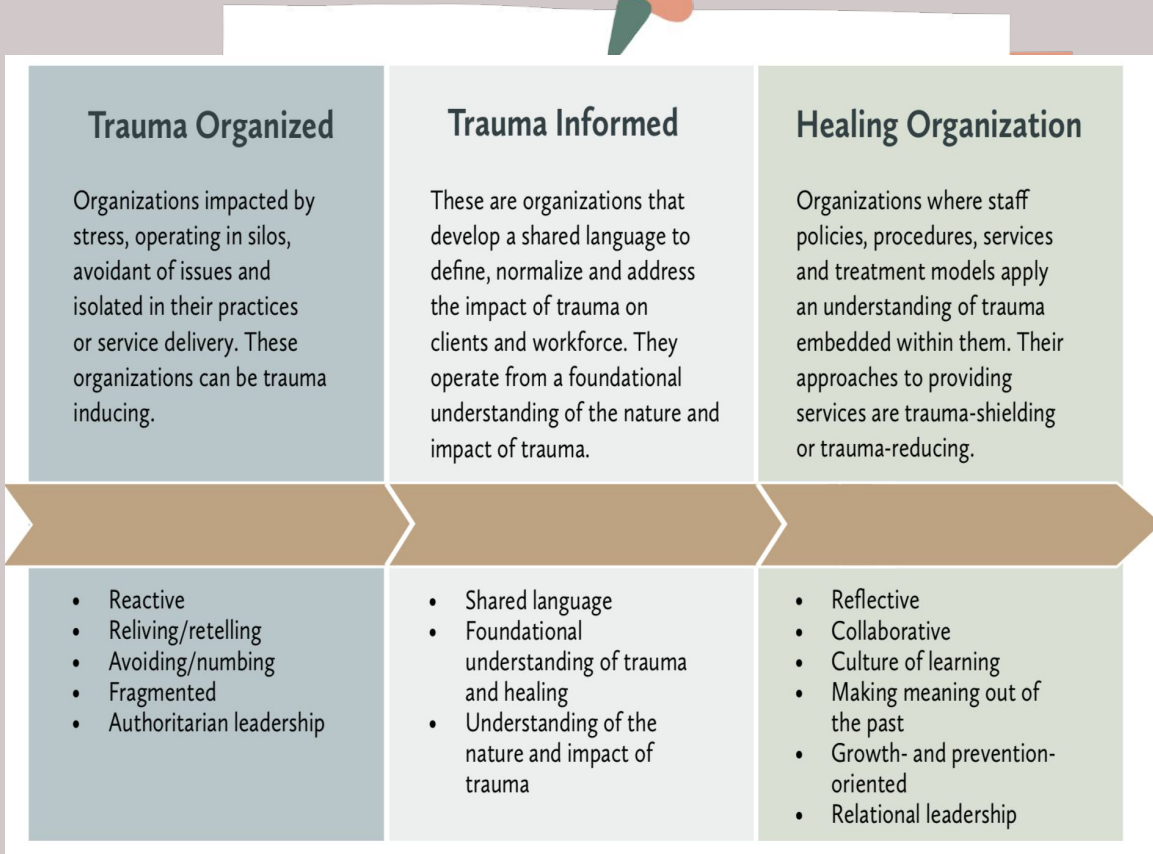 Trauma Organized
Organizations impacted by
stress, operating in silos,
avoidant of issues and
isolated in their practices
or service delivery. These
organizations can be trauma
inducing.
• Reactive
• Reliving/retelling
• Avoiding/numbing
• Fragmented
• Authoritarian leadership
Trauma Informed
These are organizations that
develop a shared language to
define, normalize and address
the impact of trauma on
clients and workforce. They
operate from a foundational
understanding of the nature and
impact of trauma.
• Shared language
• Foundational
understanding of trauma
and healing
• Understanding of the
nature and impact of
trauma
Healing Organization
Organizations where staff
policies, procedures, services
and treatment models apply
an understanding of trauma
embedded within them. Their
approaches to providing
services are trauma-shielding
or trauma-reducing.
• Reflective
• Collaborative
• Culture of learning
• Making meaning out of
the past
• Growth- and prevention-
oriented
• Relational leadership